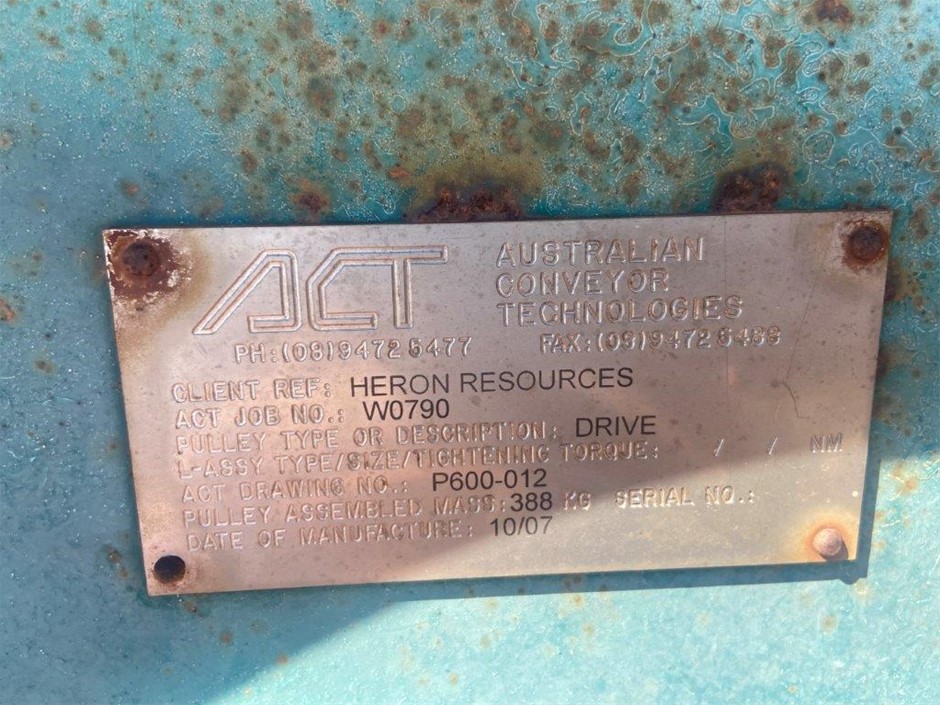 ACT
AUSTRALIAN
CONVEYOR
TECHNOLOGIES
PH:(08)9472 5477 FAX:(08)9472 5489
CLIENT REF: HERON RESOURCES
ACT JOB NO.: W0790
PULLEY TYPE OR DESCRIPTION: DRIVE
L-ASSY TYPE/SIZE/TIGHTENING TORQUE: / / NM
ACT DRAWING NO.: P600-012
PULLEY ASSEMBLED MASS: 388 KG SERIAL NO.:
DATE OF MANUFACTURE: 10/07